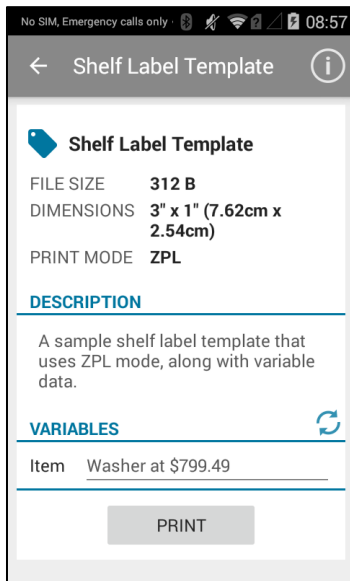 No SIM, Emergency calls only · 08:57
Shelf Label Template
Shelf Label Template
FILE SIZE 312 B
DIMENSIONS 3" x 1" (7.62cm x
2.54cm)
PRINT MODE ZPL
DESCRIPTION
A sample shelf label template that
uses ZPL mode, along with variable
data.
VARIABLES
Item Washer at $799.49
PRINT